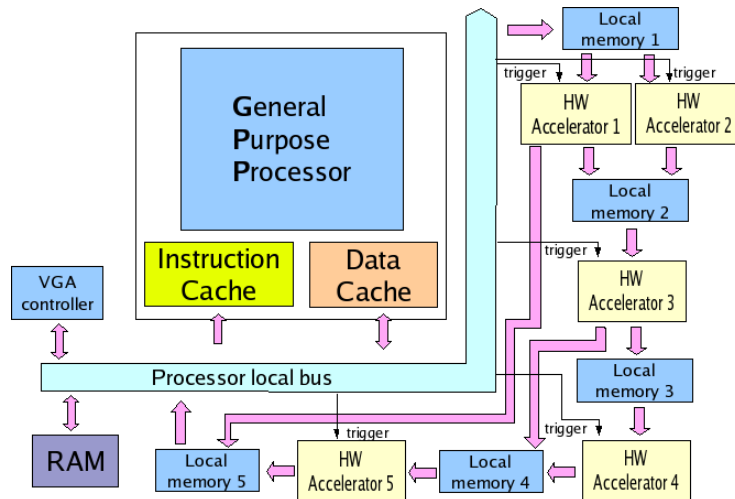 Local
memory 1
trigger
trigger
General
Purpose
Processor
HW
Accelerator 1
HW
Accelerator 2
Local
memory 2
trigger
Instruction
Cache
Data
Cache
VGA
controller
HW
Accelerator 3
Processor local bus
Local
memory 3
trigger
trigger
RAM
Local
memory 5
HW
Accelerator 5
Local
memory 4
HW
Accelerator 4